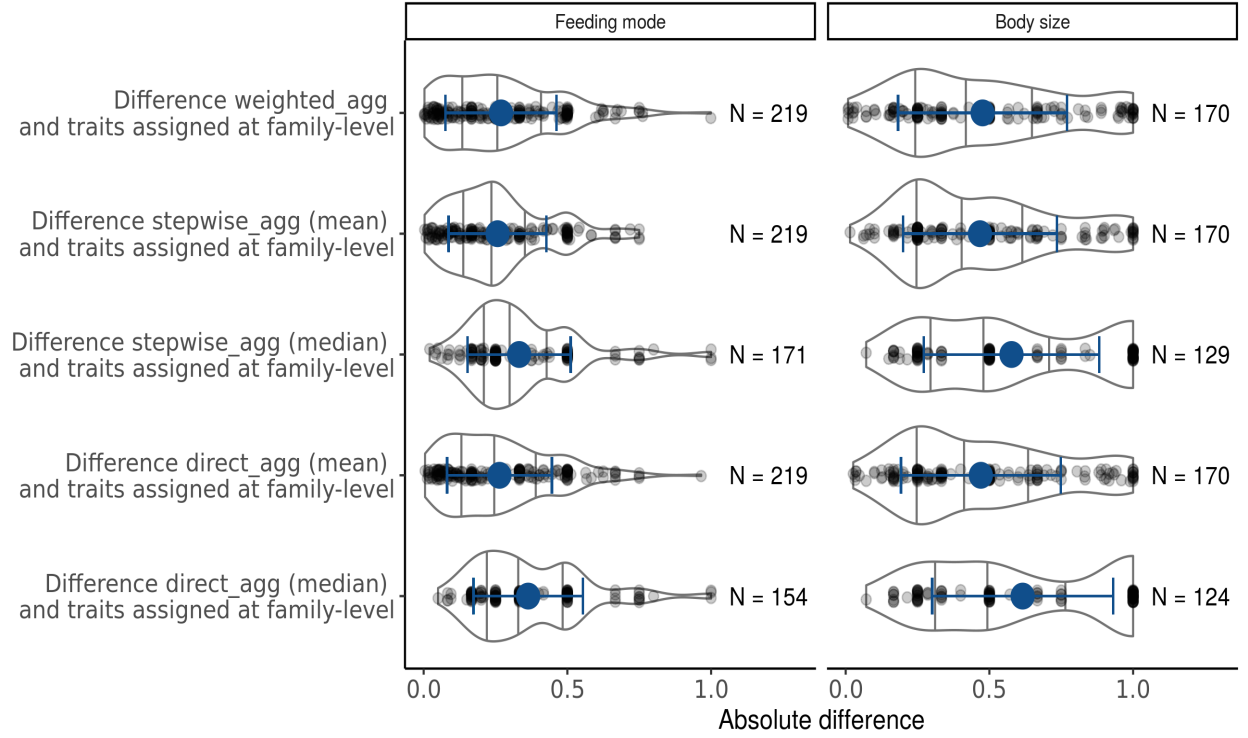 Feeding mode
Body size
Difference weighted_agg
and traits assigned at family-level
N = 219
N = 170
Difference stepwise_agg (mean)
and traits assigned at family-level
N = 219
N = 170
Difference stepwise_agg (median)
and traits assigned at family-level
N = 171
N = 129
Difference direct_agg (mean)
and traits assigned at family-level
N = 219
N = 170
Difference direct_agg (median)
and traits assigned at family-level
N = 154
N = 124
0.0 0.5 1.0
0.0 0.5 1.0
Absolute difference